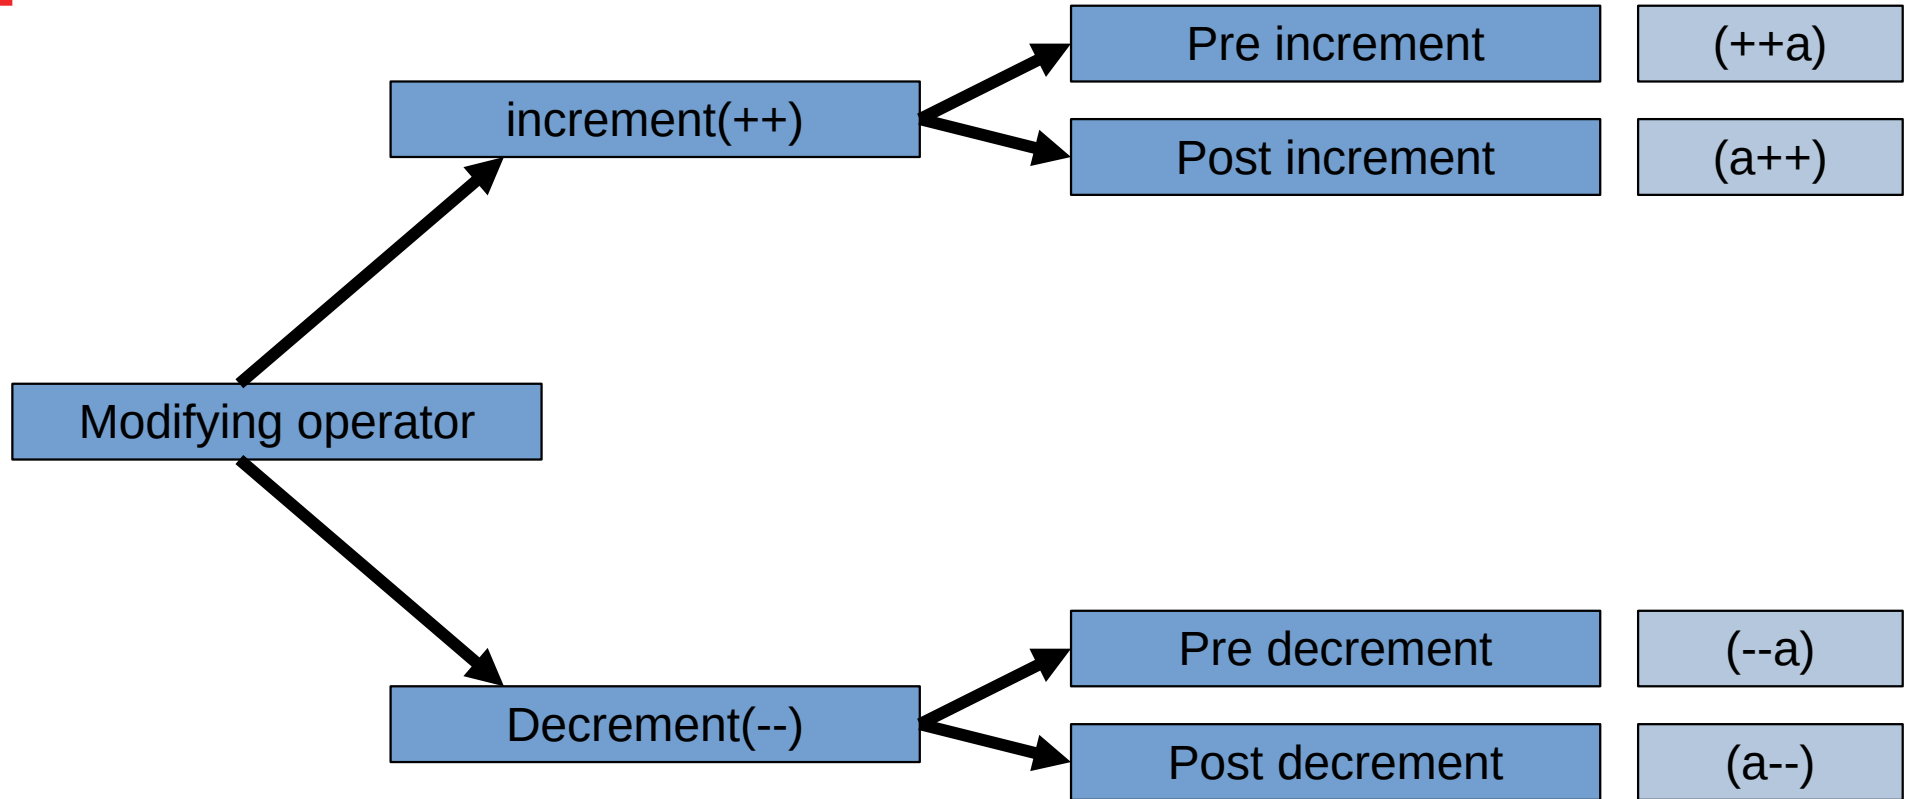 Pre increment
(++a)
increment(++)
Post increment
(a++)
Modifying operator
Pre decrement
(--a)
Decrement(--)
Post decrement
(a--)